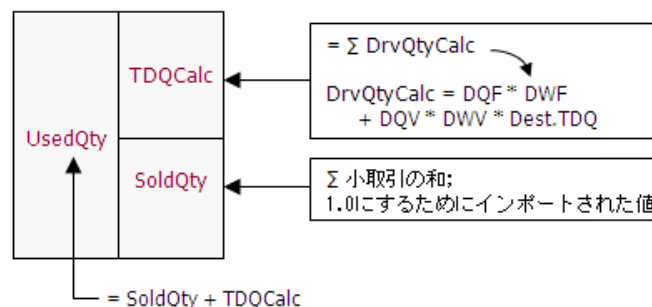 = Σ DrvQtyCalc
TDQCalc
DrvQtyCalc = DQF * DWF
+ DQV * DWV * Dest.TDQ
UsedQty
SoldQty
Σ 小取引の和;
1.0にするためにインポートされた値
= SoldQty + TDQCalc